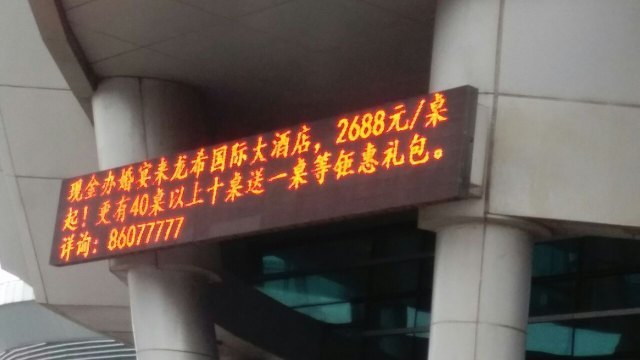 现金办婚宴来龙希国际大酒店，2688元/桌
起！更有40桌以上十桌送一桌等钜惠礼包。
详询：86077777